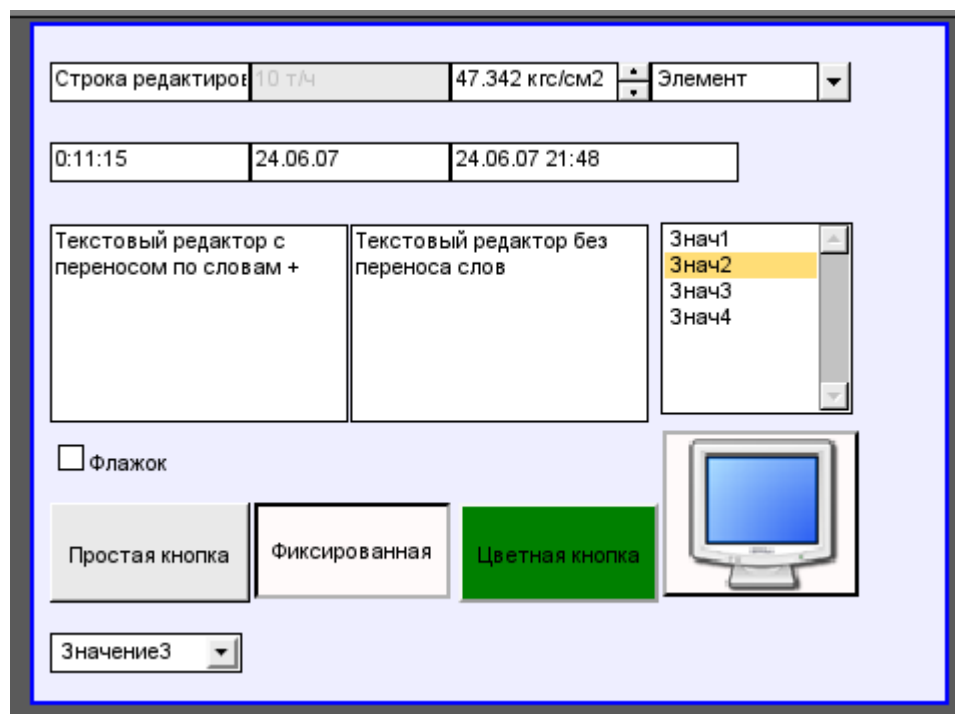 Строка редактиров 10 т/ч 47.342 кгс/см2 Элемент
0:11:15 24.06.07 24.06.07 21:48
Текстовый редактор с
переносом по словам +
Текстовый редактор без
переноса слов
Знач1
Знач2
Знач3
Знач4
Флажок
Простая кнопка Фиксированная Цветная кнопка
Значение3